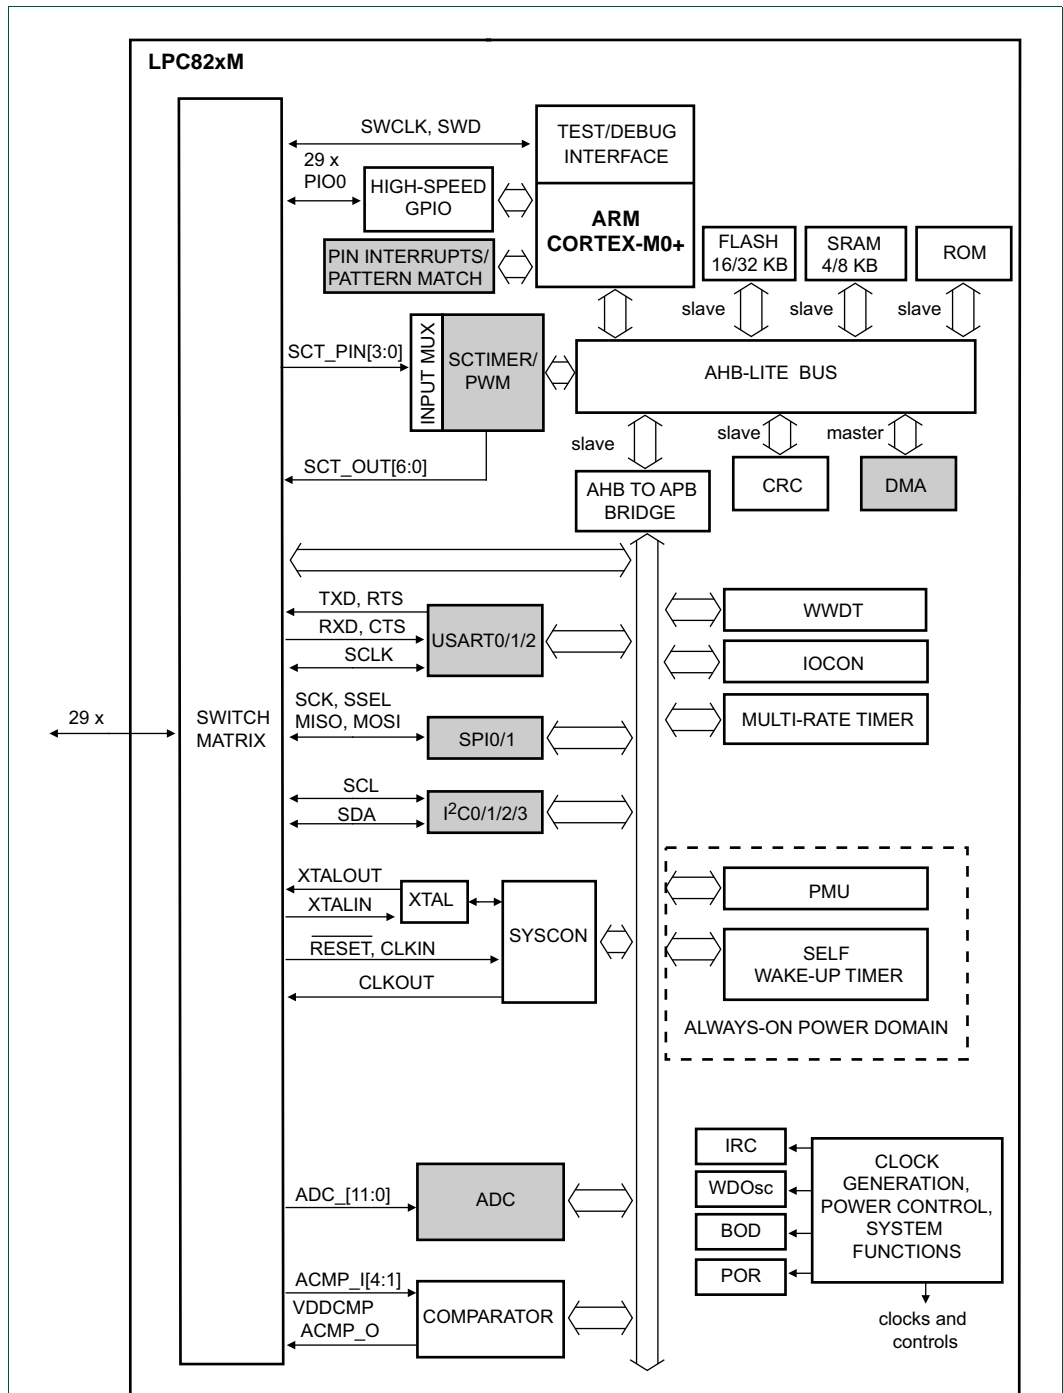 LPC82xM
SWCLK, SWD
TEST/DEBUG
INTERFACE
29 x
PIO0
HIGH-SPEED
GPIO
ARM
CORTEX-M0+
PIN INTERRUPTS/
PATTERN MATCH
FLASH
16/32 KB
SRAM
4/8 KB
ROM
slave
slave
slave
SCT_PIN[3:0]
INPUT MUX
SCTIMER/
PWM
AHB-LITE BUS
slave
slave
master
SCT_OUT[6:0]
AHB TO APB
BRIDGE
CRC
DMA
TXD, RTS
RXD, CTS
SCLK
USART0/1/2
WWDT
IOCON
SCK, SSEL
MISO, MOSI
SPI0/1
MULTI-RATE TIMER
29 x
SWITCH
MATRIX
SCL
SDA
I2C0/1/2/3
XTALOUT
XTALIN
XTAL
RESET, CLKIN
CLKOUT
SYSCON
PMU
SELF
WAKE-UP TIMER
ALWAYS-ON POWER DOMAIN
ADC_[11:0]
ADC
IRC
WDOsc
BOD
POR
CLOCK
GENERATION,
POWER CONTROL,
SYSTEM
FUNCTIONS
ACMP_I[4:1]
VDDCMP
ACMP_O
COMPARATOR
clocks and
controls